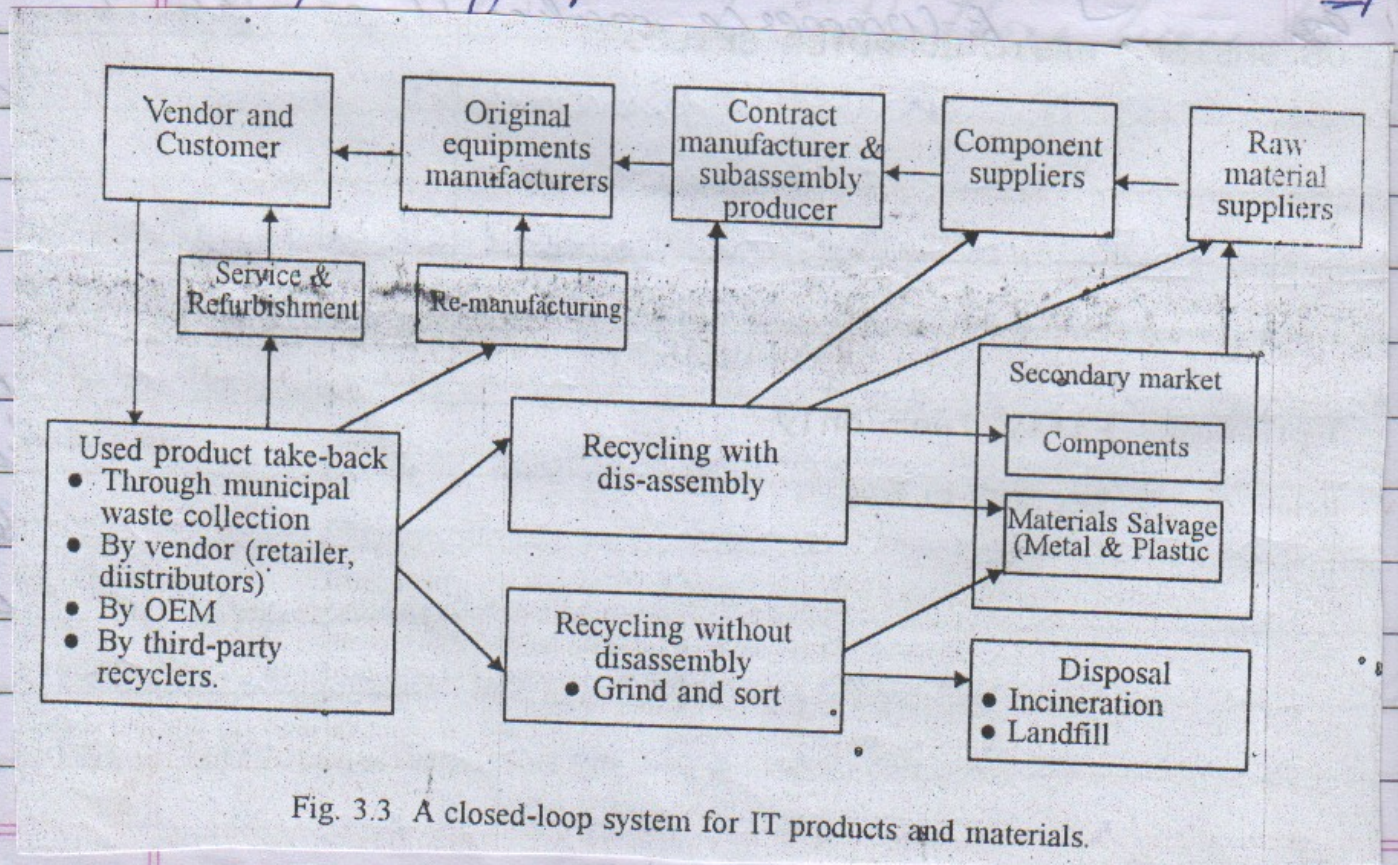 Vendor and
Customer
Original
equipments
manufacturers
Contract
manufacturer &
subassembly
producer
Component
suppliers
Raw
material
suppliers
Service &
Refurbishment
Re-manufacturing
Secondary market
Components
Materials Salvage
(Metal & Plastic
Used product take-back
● Through municipal
waste collection
● By vendor (retailer,
diistributors)
● By OEM
● By third-party
recyclers.
Recycling with
dis-assembly
Recycling without
disassembly
● Grind and sort
Disposal
● Incineration
● Landfill
Fig. 3.3 A closed-loop system for IT products and materials.